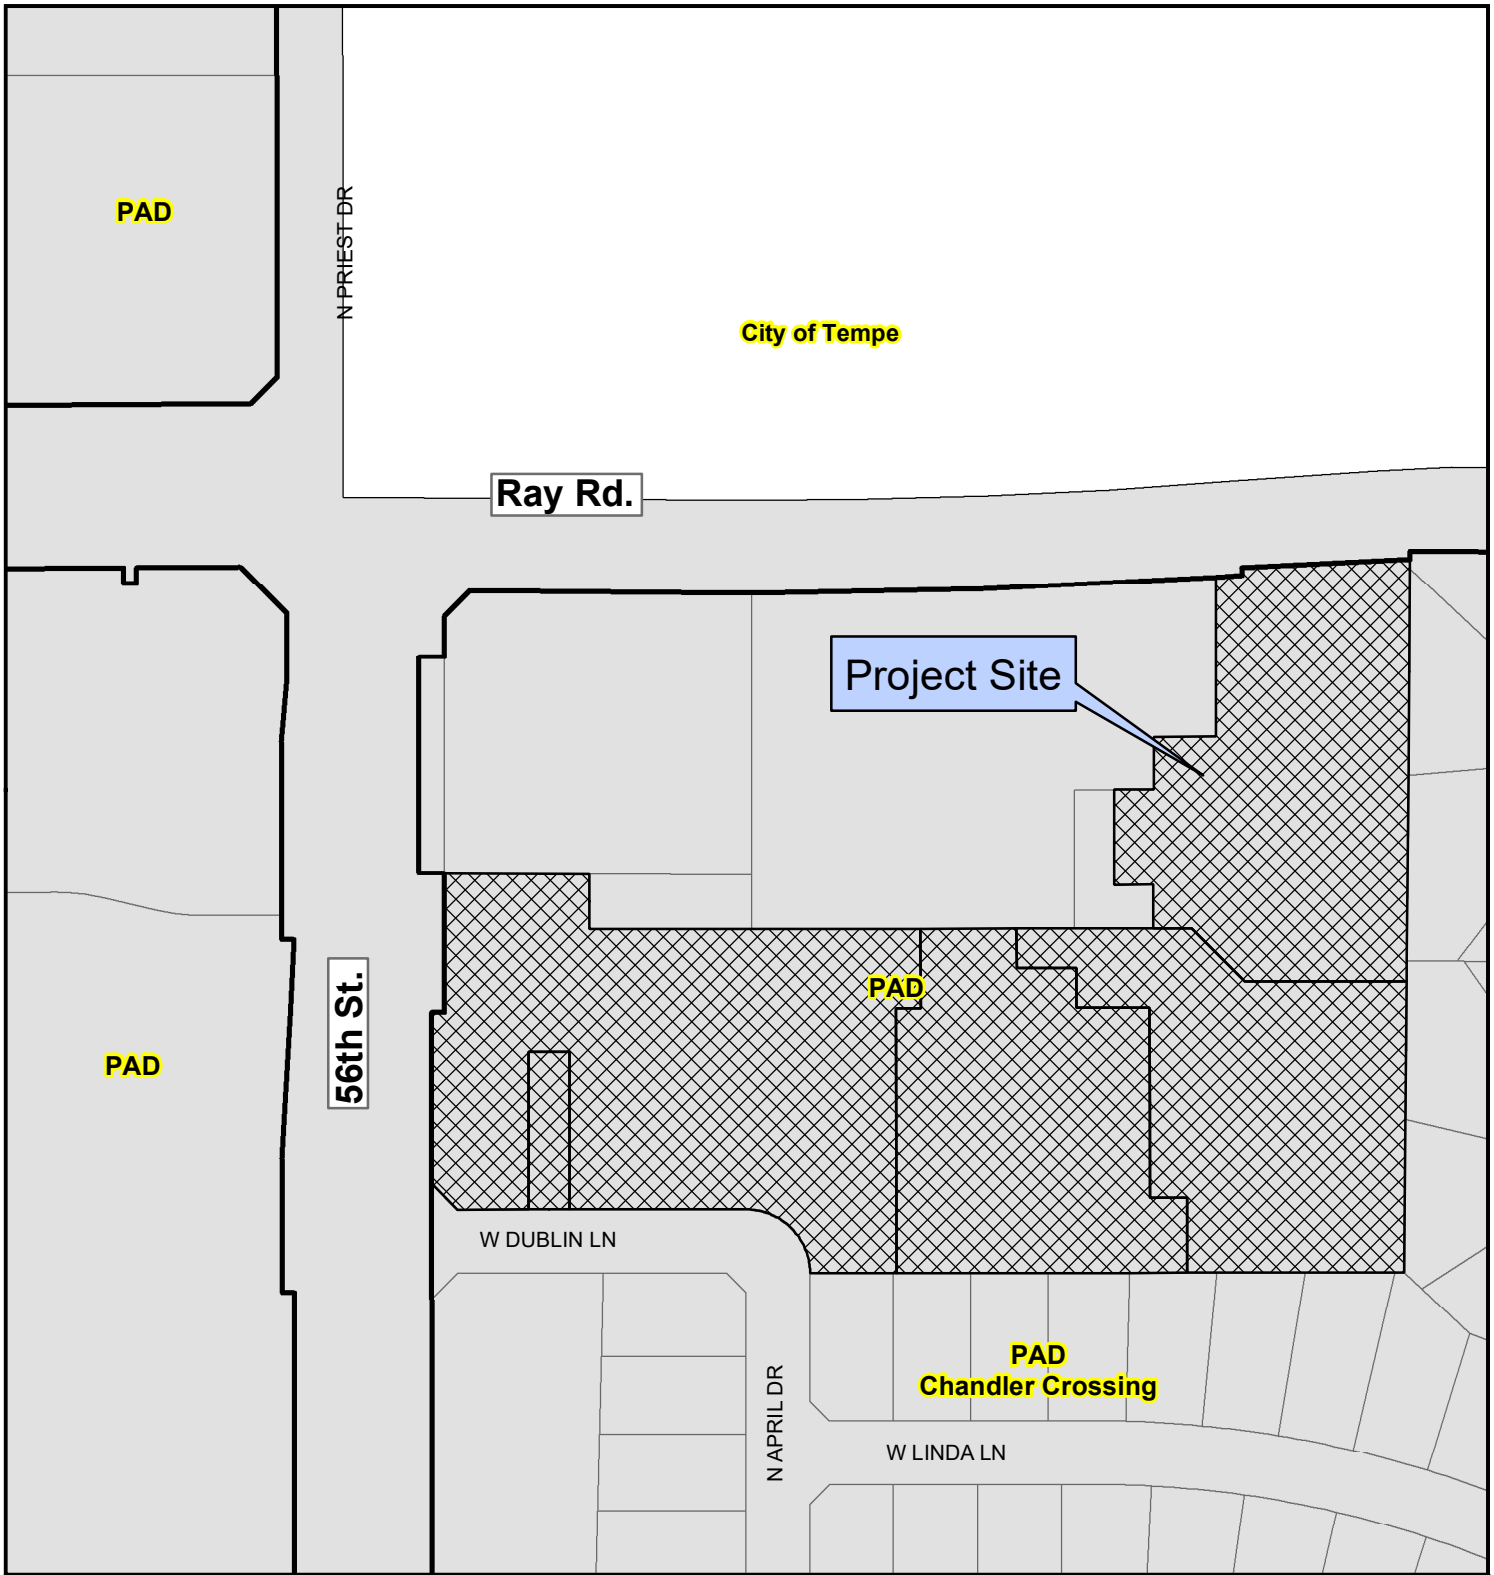 PAD
N PRIEST DR
City of Tempe
Ray Rd.
Project Site
PAD
56th St.
PAD
W DUBLIN LN
PAD
Chandler Crossing
N APRIL DR
W LINDA LN